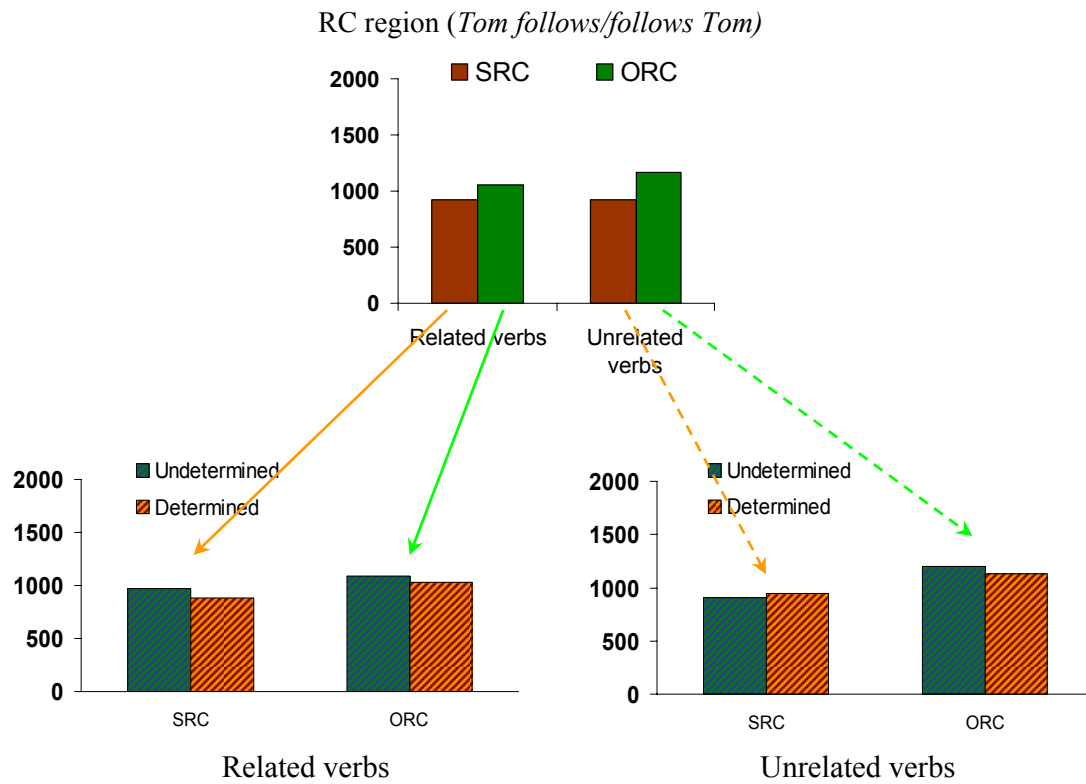 RC region (Tom follows/follows Tom)
SRC ORC
2000
1500
1000
500
0
Related verbs Unrelated
verbs
Undetermined
Determined
2000
1500
1000
500
0
SRC ORC
Related verbs
Undetermined
Determined
2000
1500
1000
500
0
SRC ORC
Unrelated verbs